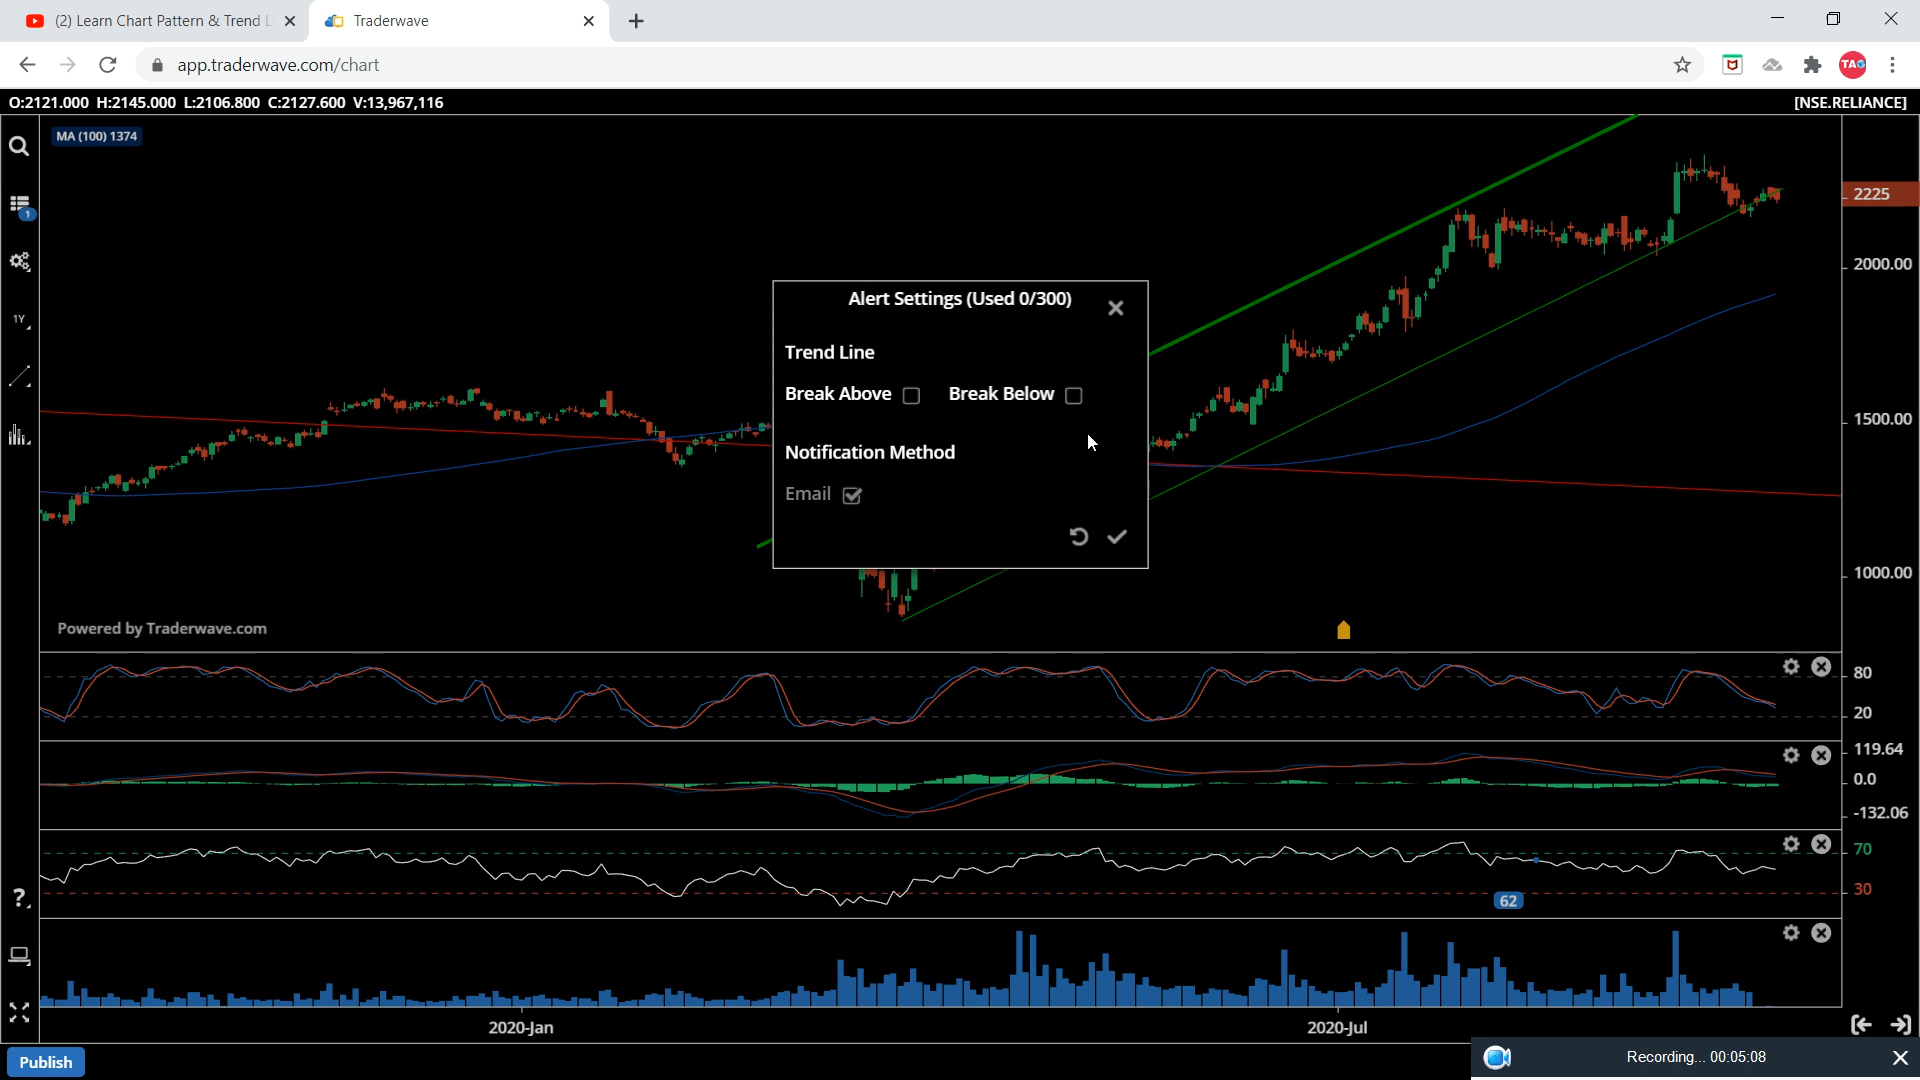 (2) Learn Chart Pattern & Trend L
Traderwave
app.traderwave.com/chart
TAG
O:2121.000 H:2145.000 L:2106.800 C:2127.600 V:13,967,116
[NSE.RELIANCE]
MA (100) 1374
1
1Y
2225
2000.00
1500.00
1000.00
Alert Settings (Used 0/300)
Trend Line
Break Above
Break Below
Notification Method
Email
Powered by Traderwave.com
80
20
119.64
0.0
-132.06
70
30
62
?
2020-Jan
2020-Jul
Publish
Recording... 00:05:08